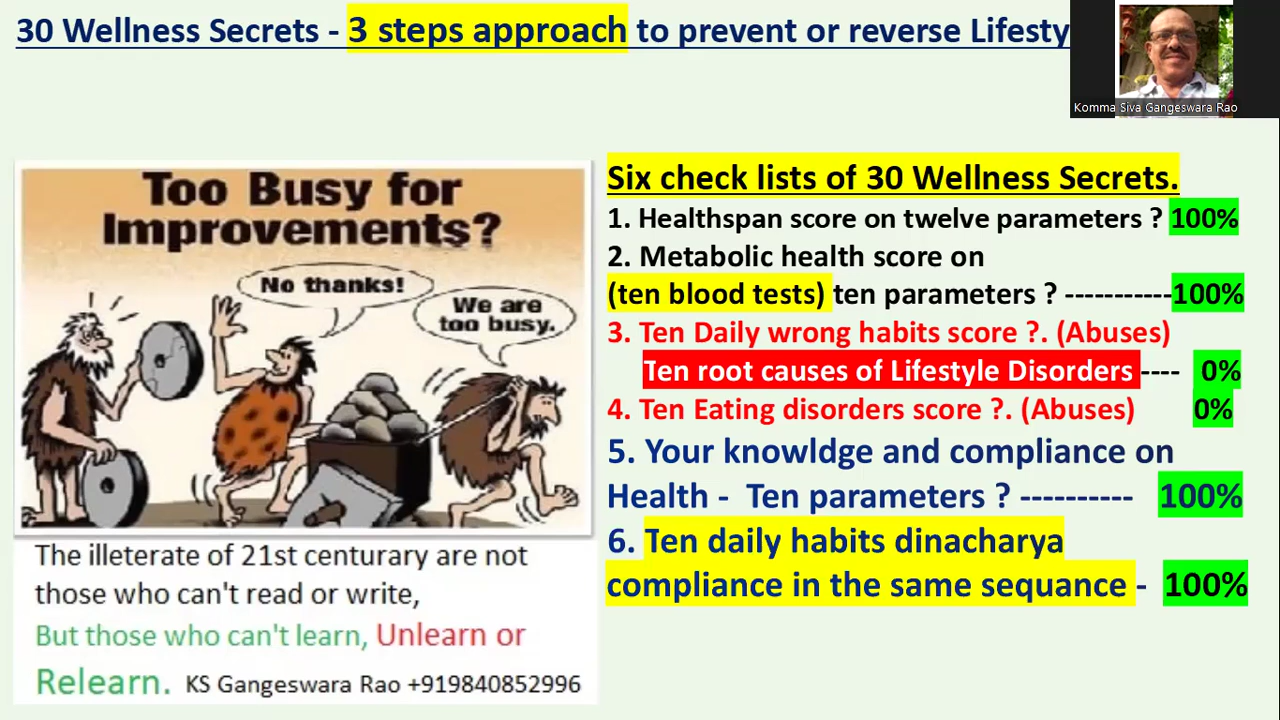 30 Wellness Secrets - 3 steps approach to prevent or reverse Lifesty
Komma Siva Gangeswara Rao
Too Busy for
Improvements?
No thanks!
We are
too busy.
The illeterate of 21st centurary are not
those who can't read or write,
But those who can't learn, Unlearn or
Relearn. KS Gangeswara Rao +919840852996
Six check lists of 30 Wellness Secrets.
1. Healthspan score on twelve parameters ? 100%
2. Metabolic health score on
(ten blood tests) ten parameters ? -----------100%
3. Ten Daily wrong habits score ?. (Abuses)
Ten root causes of Lifestyle Disorders ---- 0%
4. Ten Eating disorders score ?. (Abuses) 0%
5. Your knowldge and compliance on
Health - Ten parameters ? ---------- 100%
6. Ten daily habits dinacharya
compliance in the same sequance - 100%